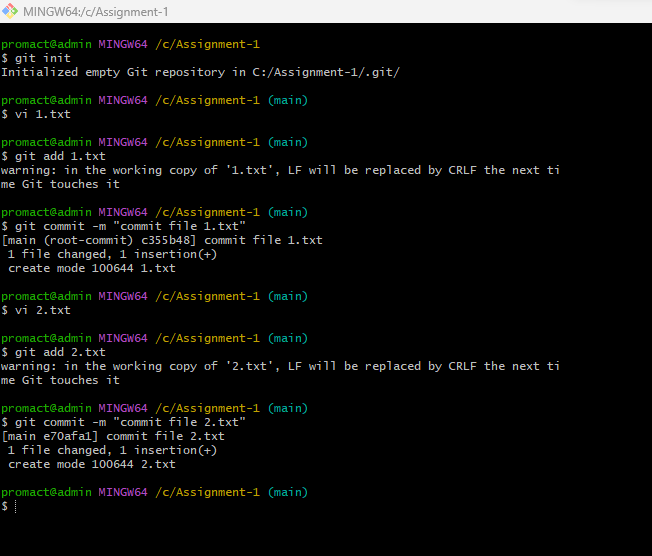 MINGW64:/c/Assignment-1
promact@admin MINGW64 /c/Assignment-1
$ git init
Initialized empty Git repository in C:/Assignment-1/.git/
promact@admin MINGW64 /c/Assignment-1 (main)
$ vi 1.txt
promact@admin MINGW64 /c/Assignment-1 (main)
$ git add 1.txt
warning: in the working copy of '1.txt', LF will be replaced by CRLF the next ti
me Git touches it
promact@admin MINGW64 /c/Assignment-1 (main)
$ git commit -m "commit file 1.txt"
[main (root-commit) c355b48] commit file 1.txt
 1 file changed, 1 insertion(+)
 create mode 100644 1.txt
promact@admin MINGW64 /c/Assignment-1 (main)
$ vi 2.txt
promact@admin MINGW64 /c/Assignment-1 (main)
$ git add 2.txt
warning: in the working copy of '2.txt', LF will be replaced by CRLF the next ti
me Git touches it
promact@admin MINGW64 /c/Assignment-1 (main)
$ git commit -m "commit file 2.txt"
[main e70afa1] commit file 2.txt
 1 file changed, 1 insertion(+)
 create mode 100644 2.txt
promact@admin MINGW64 /c/Assignment-1 (main)
$